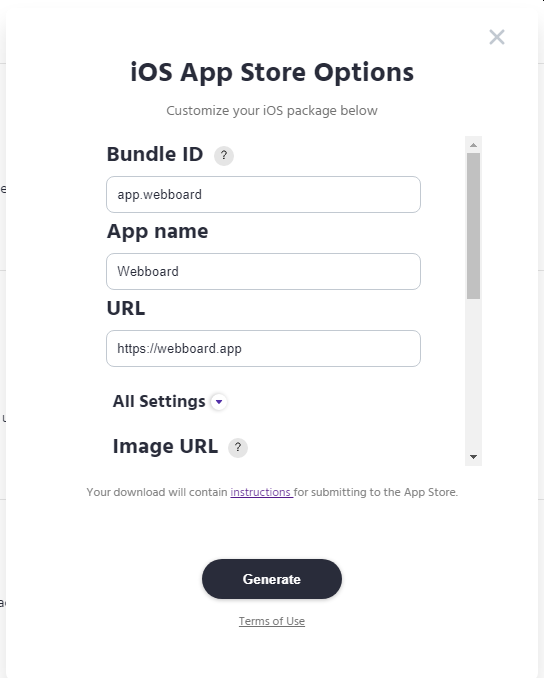 iOS App Store Options
Customize your iOS package below
Bundle ID ?
app.webboard
App name
Webboard
URL
https://webboard.app
All Settings
Image URL ?
Your download will contain instructions for submitting to the App Store.
Generate
Terms of Use